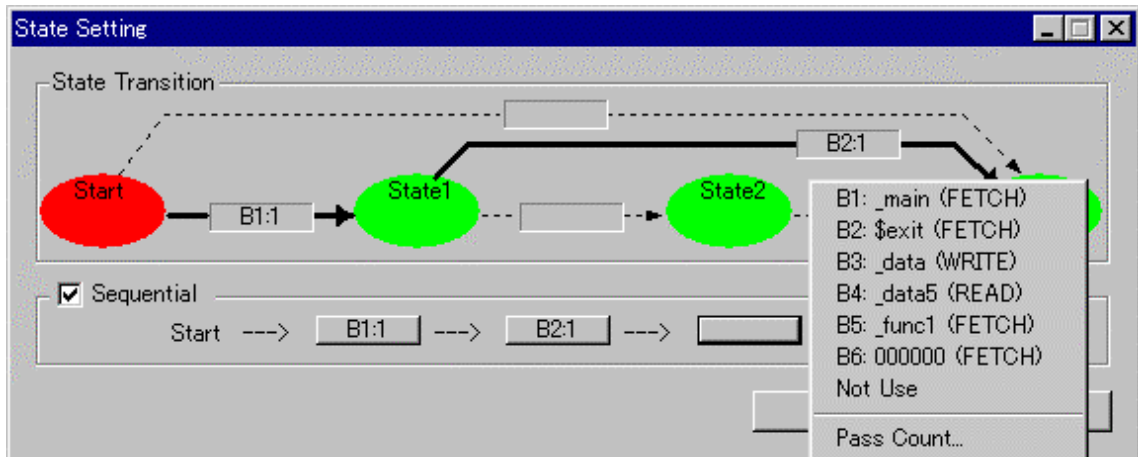 State Setting
State Transition
B2:1
Start
State1
State2
B1:1
Sequential
Start ---> B1:1 ---> B2:1 --->
B1: _main (FETCH)
B2: $exit (FETCH)
B3: _data (WRITE)
B4: _data5 (READ)
B5: _func1 (FETCH)
B6: 000000 (FETCH)
Not Use
Pass Count...